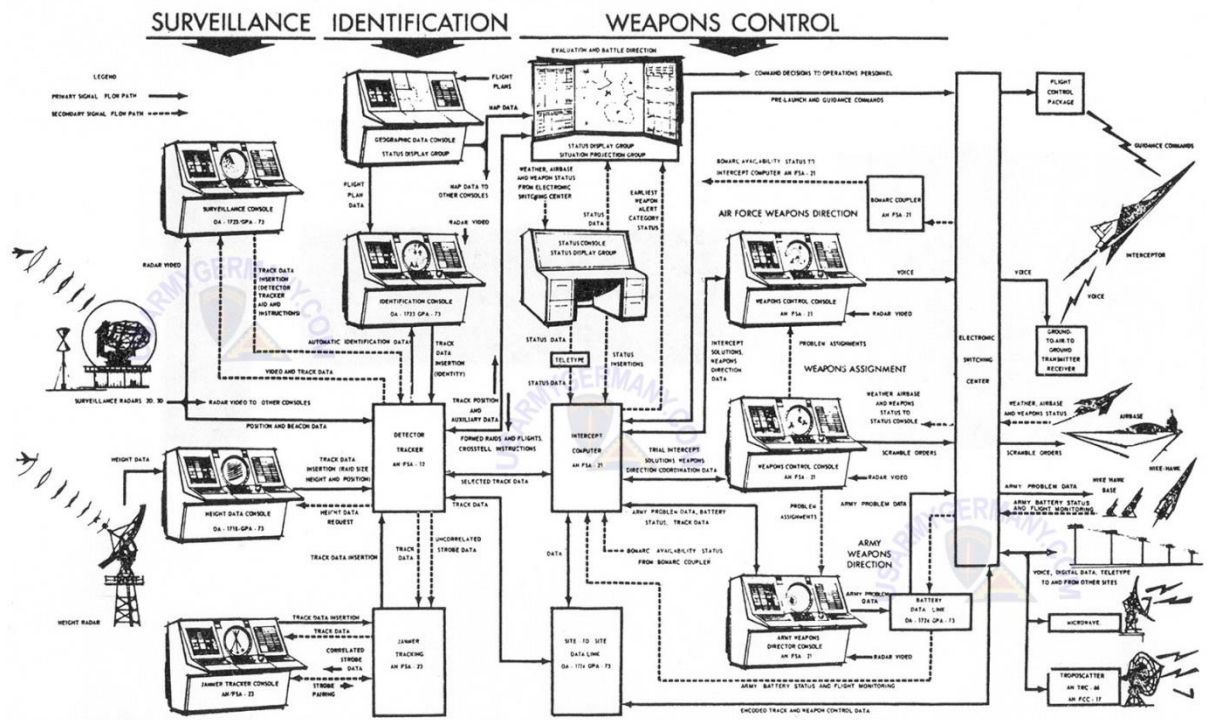 SURVEILLANCE
IDENTIFICATION
WEAPONS CONTROL
LEGEND
PRIMARY SIGNAL FLOW PATH
SECONDARY SIGNAL FLOW PATH
EVALUATION AND BATTLE DIRECTION
FLIGHT
PLANS
MAP DATA
COMMAND DECISIONS TO OPERATIONS PERSONNEL
PRE-LAUNCH AND GUIDANCE COMMANDS
FLIGHT
CONTROL
PACKAGE
GUIDANCE COMMANDS
GEOGRAPHIC DATA CONSOLE
STATUS DISPLAY GROUP
STATUS DISPLAY GROUP
SITUATION PROJECTION GROUP
MAP DATA TO
OTHER CONSOLES
WEATHER, AIRBASE
AND WEAPON STATUS
FROM ELECTRONIC
SWITCHING CENTER
STATUS
DATA
EARLIEST
WEAPON
ALERT
CATEGORY
STATUS
BOMARC AVAILABILITY STATUS TO
INTERCEPT COMPUTER AN FSA-21
BOMARC COUPLER
AN FSA-21
AIR FORCE WEAPONS DIRECTION
SURVEILLANCE CONSOLE
OA-1723/GPA-73
FLIGHT
PLAN
DATA
RADAR VIDEO
STATUS CONSOLE
STATUS DISPLAY GROUP
INTERCEPTOR
RADAR VIDEO
TRACK DATA
INSERTION
(DETECTOR
TRACKER
AID AND
INSTRUCTIONS)
IDENTIFICATION CONSOLE
OA-1723 GPA-73
WEAPONS CONTROL CONSOLE
AN FSA-21
VOICE
VOICE
VOICE
RADAR VIDEO
AUTOMATIC IDENTIFICATION DATA
TRACK
DATA
INSERTION
(IDENTITY)
STATUS DATA
TELETYPE
STATUS
INSERTIONS
STATUS DATA
INTERCEPT
SOLUTIONS,
WEAPONS
DIRECTION
DATA
PROBLEM ASSIGNMENTS
WEAPONS ASSIGNMENT
ELECTRONIC
SWITCHING
CENTER
GROUND-
TO-AIR-TO
GROUND
TRANSMITTER
RECEIVER
VIDEO AND TRACK DATA
SURVEILLANCE RADARS 2D, 3D
RADAR VIDEO TO OTHER CONSOLES
POSITION AND BEACON DATA
TRACK POSITION
AND
AUXILIARY DATA
FORMED RAIDS AND FLIGHTS,
CROSSTELL INSTRUCTIONS
WEATHER AIRBASE
AND WEAPONS
STATUS TO
STATUS CONSOLE
WEATHER, AIRBASE
AND WEAPONS STATUS
AIRBASE
DETECTOR
TRACKER
AN/FSA-12
INTERCEPT
COMPUTER
AN FSA-21
TRIAL INTERCEPT
SOLUTIONS, WEAPONS
DIRECTION COORDINATION DATA
WEAPONS CONTROL CONSOLE
AN FSA-21
SCRAMBLE ORDERS
SCRAMBLE ORDERS
RADAR VIDEO
HEIGHT DATA
TRACK DATA
INSERTION (RAID SIZE
HEIGHT AND POSITION)
SELECTED TRACK DATA
NIKE-HAWK
NIKE HAWK
BASE
ARMY PROBLEM DATA
ARMY BATTERY STATUS
AND FLIGHT MONITORING
HEIGHT DATA CONSOLE
HEIGHT DATA
REQUEST
TRACK DATA
ARMY PROBLEM DATA, BATTERY
STATUS, TRACK DATA
PROBLEM
ASSIGNMENTS
ARMY PROBLEM DATA
TRACK DATA INSERTION
TRACK
DATA
UNCORRELATED
STROBE DATA
DATA
BOMARC AVAILABILITY STATUS
FROM BOMARC COUPLER
ARMY
WEAPONS
DIRECTION
VOICE, DIGITAL DATA, TELETYPE
TO AND FROM OTHER SITES
HEIGHT RADAR
ARMY PROBLEM
DATA
BATTERY
DATA LINK
OA-1736 GPA-73
MICROWAVE
TRACK DATA INSERTION
TRACK DATA
CORRELATED
STROBE
DATA
STROBE
PAIRING
JAMMER
TRACKING
AN FSA-23
SITE TO SITE
DATA LINK
ARMY WEAPONS
DIRECTOR CONSOLE
AN FSA-21
RADAR VIDEO
JAMMER TRACKER CONSOLE
AN/FSA-23
ARMY BATTERY STATUS AND FLIGHT MONITORING
TROPOSCATTER
AN TRC-66
AN FCC-17
ENCODED TRACK AND WEAPON CONTROL DATA
USARMYGERMANY.COM
USARMYGERMANY.COM
USARMYGERMANY.COM